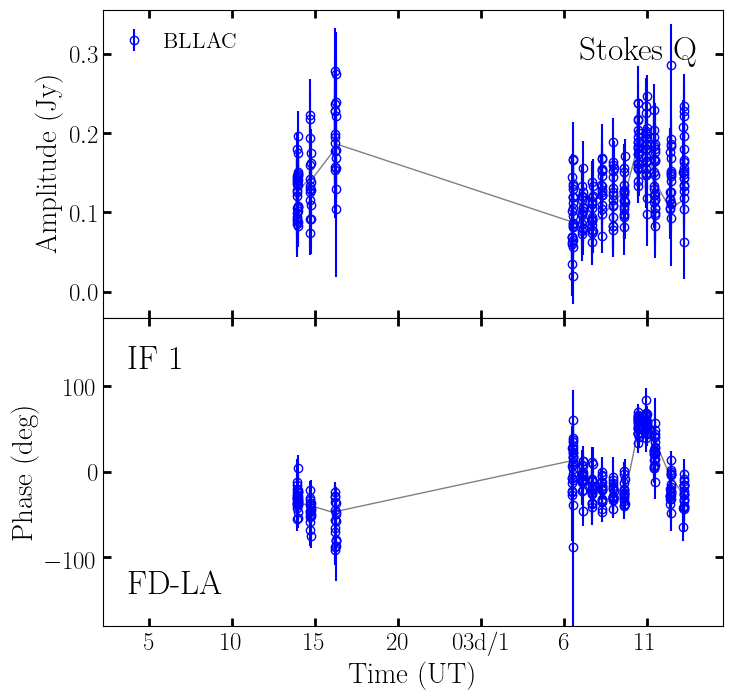 BLLAC
Stokes Q
Amplitude (Jy)
0.3
0.2
0.1
0.0
IF 1
Phase (deg)
100
0
−100
FD-LA
5 10 15 20 03d/1 6 11
Time (UT)